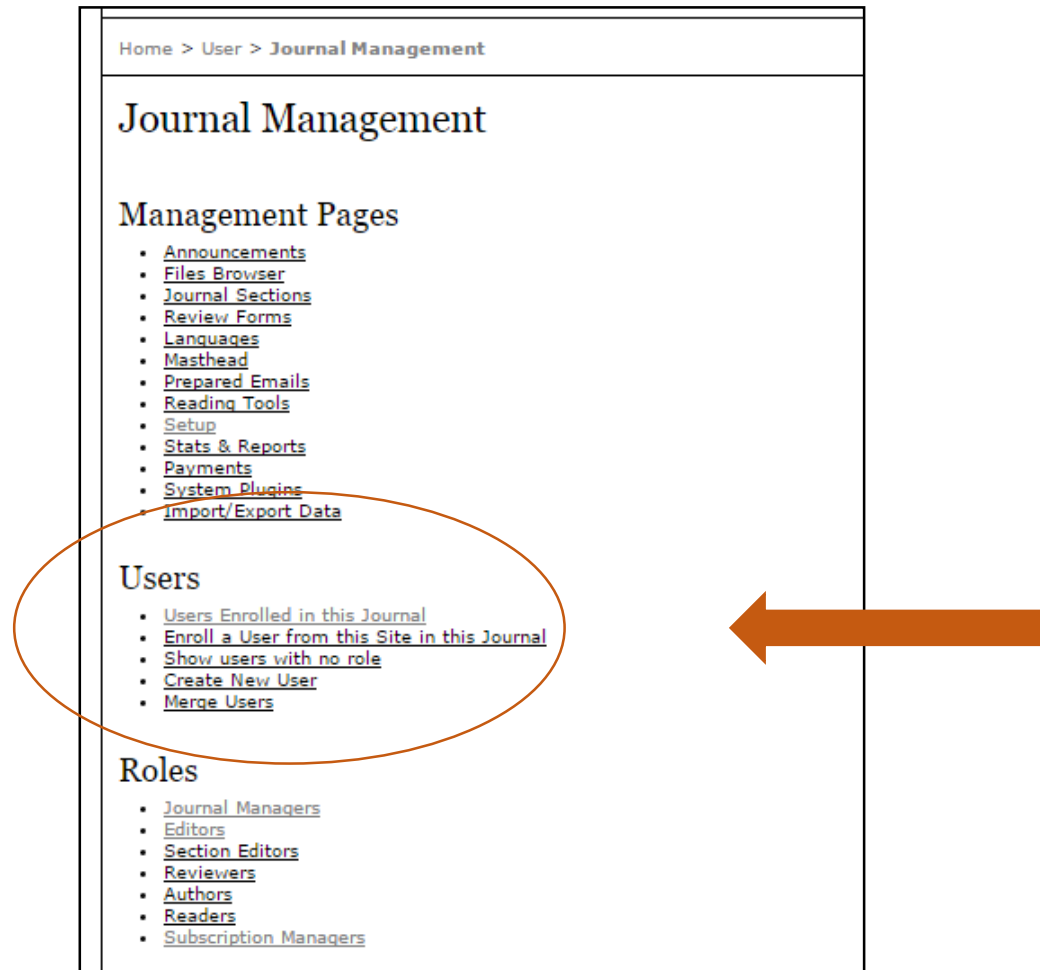 Home > User > Journal Management
Journal Management
Management Pages
Announcements
Files Browser
Journal Sections
Review Forms
Languages
Masthead
Prepared Emails
Reading Tools
Setup
Stats & Reports
Payments
System Plugins
Import/Export Data
Users
Users Enrolled in this Journal
Enroll a User from this Site in this Journal
Show users with no role
Create New User
Merge Users
Roles
Journal Managers
Editors
Section Editors
Reviewers
Authors
Readers
Subscription Managers